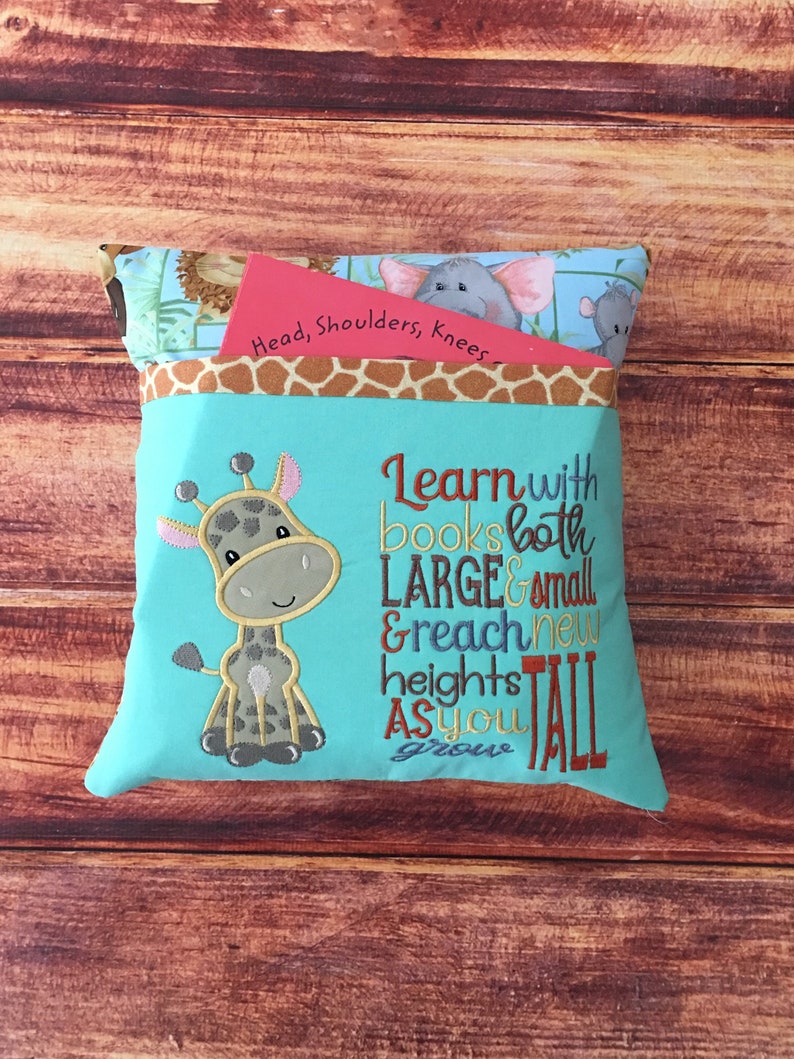 Head, Shoulders, Knees
Learn with
books both
LARGE & small
& reach new
heights
AS you TALL
grow